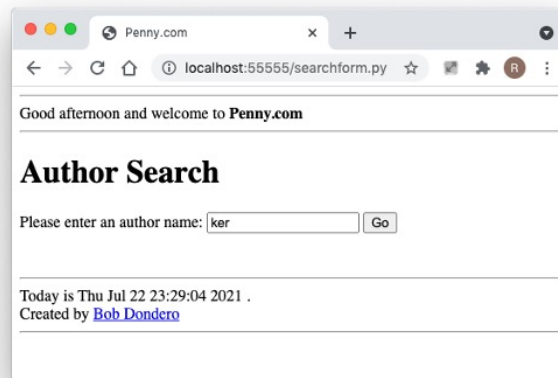 Penny.com
localhost:55555/searchform.py
R
Good afternoon and welcome to Penny.com
Author Search
Please enter an author name: ker Go
Today is Thu Jul 22 23:29:04 2021 .
Created by Bob Dondero